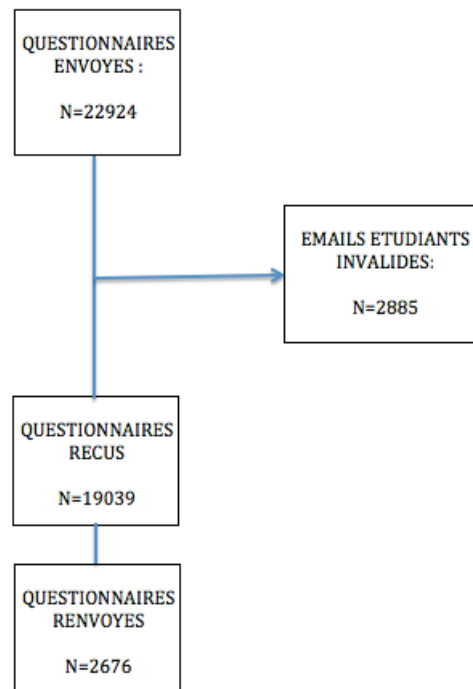 QUESTIONNAIRES
ENVOYES :
N=22924
EMAILS ETUDIANTS
INVALIDES:
N=2885
QUESTIONNAIRES
RECUS
N=19039
QUESTIONNAIRES
RENVOYES
N=2676